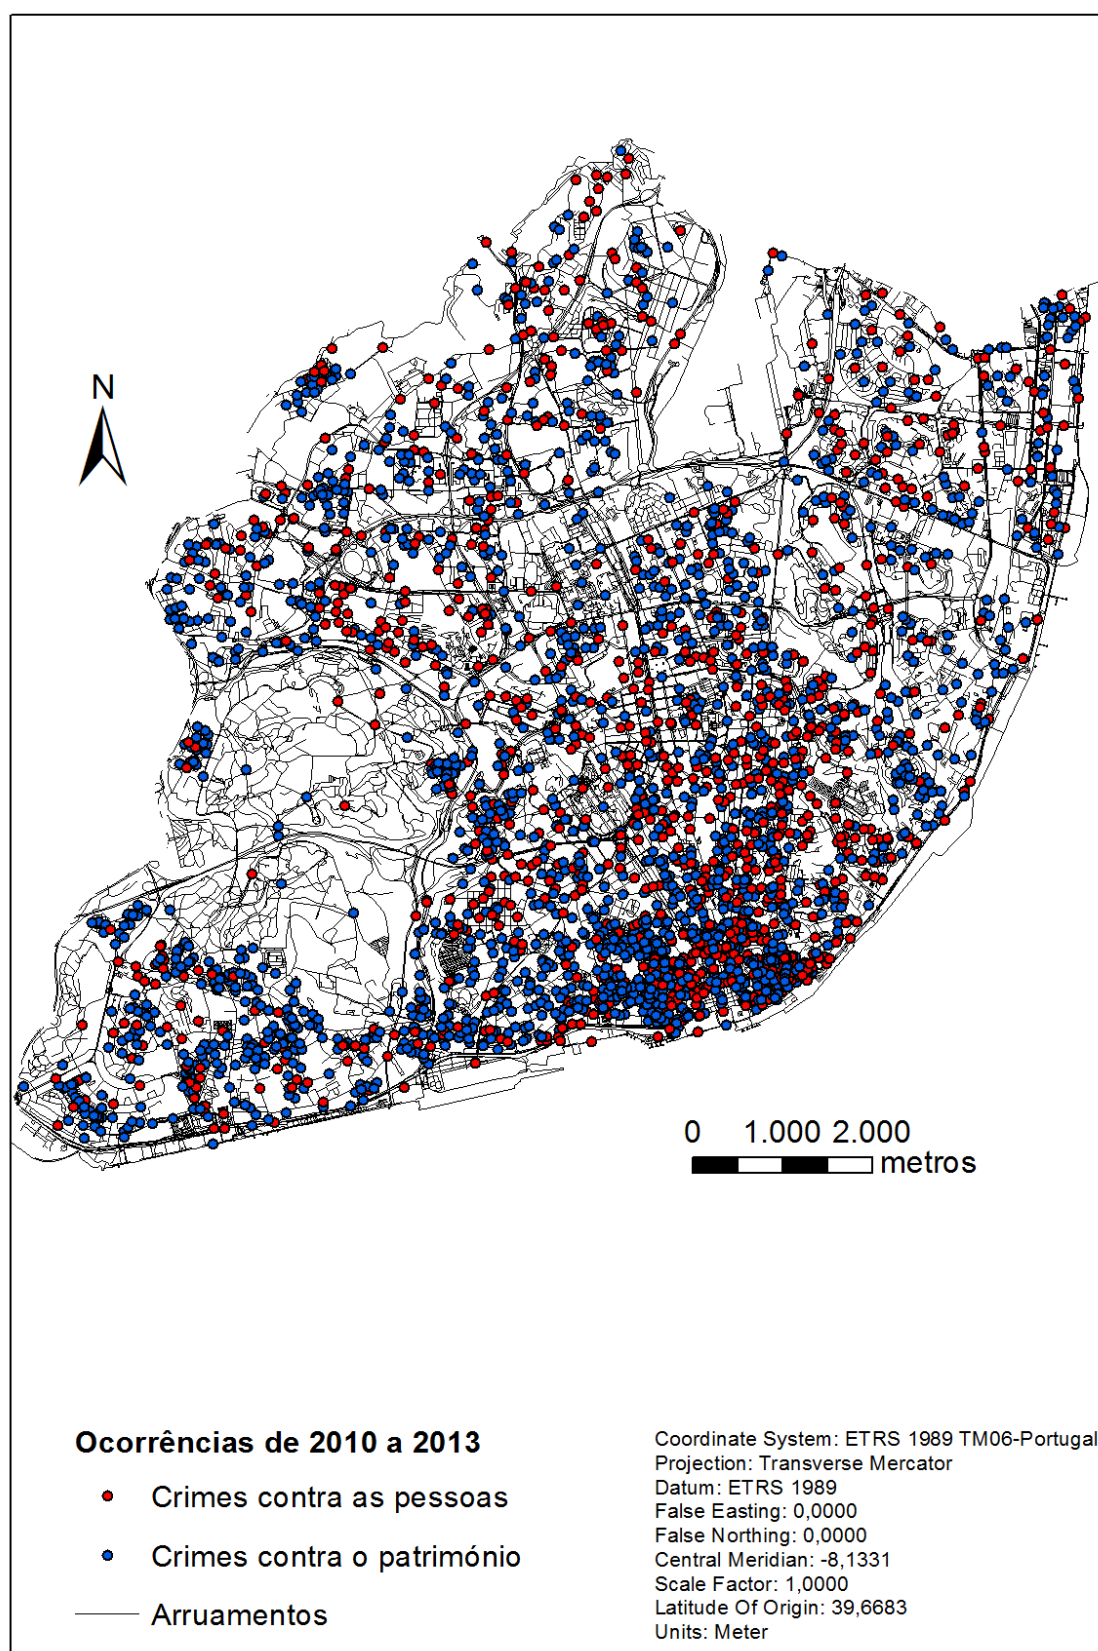 N
0 1.000 2.000
metros
Ocorrências de 2010 a 2013
Crimes contra as pessoas
Crimes contra o património
Arruamentos
Coordinate System: ETRS 1989 TM06-Portugal
Projection: Transverse Mercator
Datum: ETRS 1989
False Easting: 0,0000
False Northing: 0,0000
Central Meridian: -8,1331
Scale Factor: 1,0000
Latitude Of Origin: 39,6683
Units: Meter